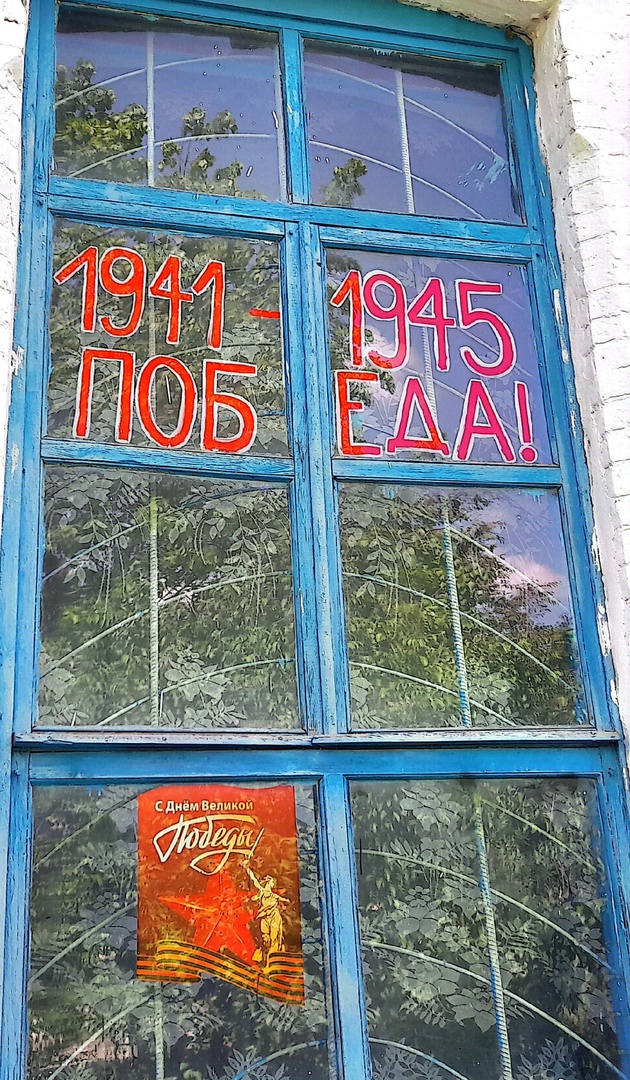 1941 - 1945
ПОБЕДА!
С Днём Великой
Победы!